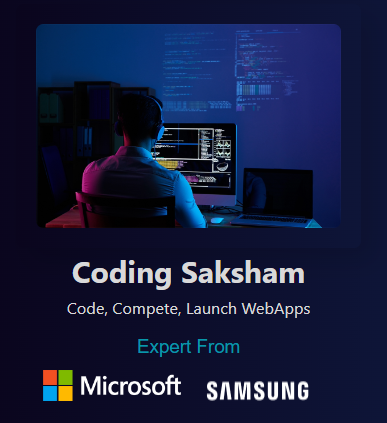 Coding Saksham
Code, Compete, Launch WebApps
Expert From
Microsoft SAMSUNG